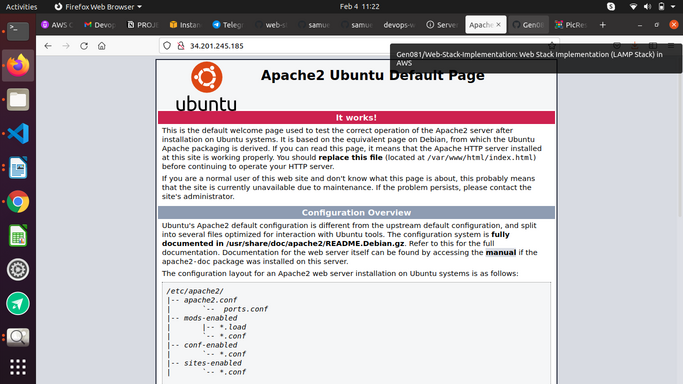 Activities
Firefox Web Browser
Feb 4 11:22
AWS
Devop
PROJ
Instan
Teleg
web-s
samue
samu
devops-w
Server
Apache
Gen08
PicRe
34.201.245.185
Gen081/Web-Stack-Implementation: Web Stack Implementation (LAMP Stack) in
AWS
ubuntu
Apache2 Ubuntu Default Page
It works!
This is the default welcome page used to test the correct operation of the Apache2 server after
installation on Ubuntu systems. It is based on the equivalent page on Debian, from which the Ubuntu
Apache packaging is derived. If you can read this page, it means that the Apache HTTP server installed
at this site is working properly. You should replace this file (located at /var/www/html/index.html)
before continuing to operate your HTTP server.
If you are a normal user of this web site and don't know what this page is about, this probably means
that the site is currently unavailable due to maintenance. If the problem persists, please contact the
site's administrator.
Configuration Overview
Ubuntu's Apache2 default configuration is different from the upstream default configuration, and split
into several files optimized for interaction with Ubuntu tools. The configuration system is fully
documented in /usr/share/doc/apache2/README.Debian.gz. Refer to this for the full
documentation. Documentation for the web server itself can be found by accessing the manual if the
apache2-doc package was installed on this server.
The configuration layout for an Apache2 web server installation on Ubuntu systems is as follows:
/etc/apache2/
|-- apache2.conf
|       `--  ports.conf
|-- mods-enabled
|       |-- *.load
|       `-- *.conf
|-- conf-enabled
|       `-- *.conf
|-- sites-enabled
|       `-- *.conf